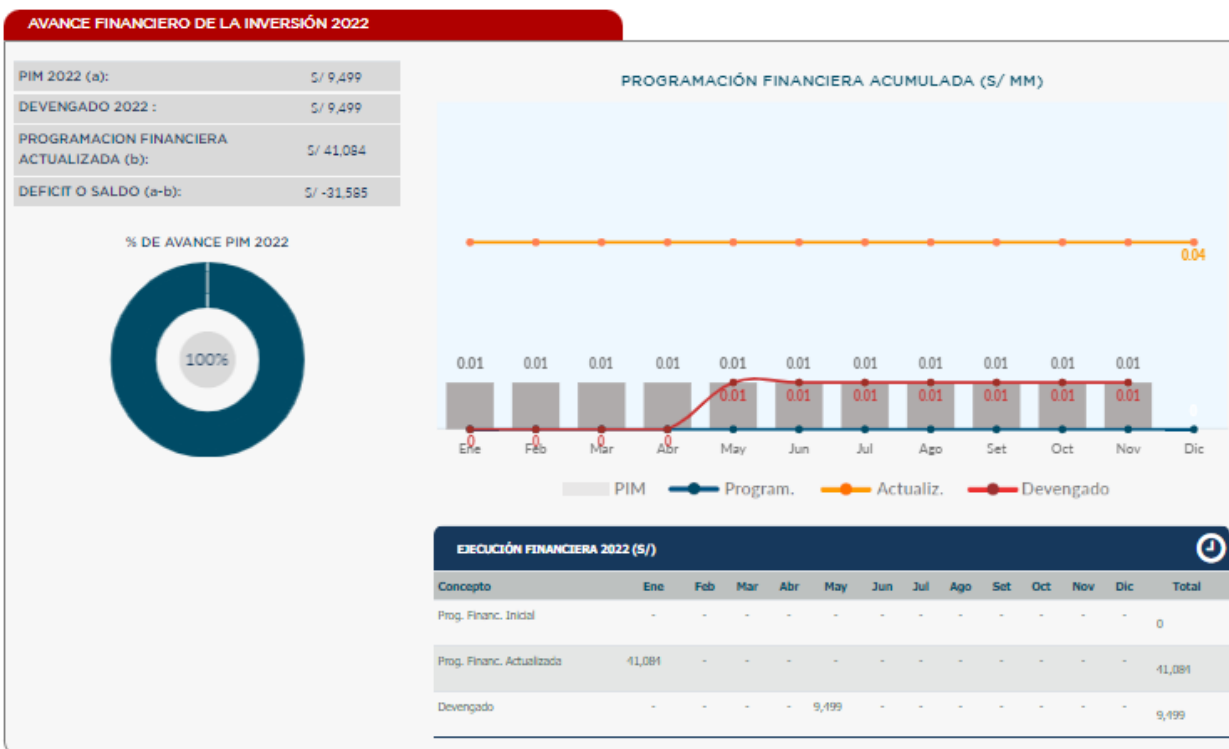 AVANCE FINANCIERO DE LA INVERSIÓN 2022
PIM 2022 (a): S/ 9,499
DEVENGADO 2022 : S/ 9,499
PROGRAMACION FINANCIERA
ACTUALIZADA (b): S/ 41,084
DEFICIT O SALDO (a-b): S/ -31,585
% DE AVANCE PIM 2022
100%
PROGRAMACIÓN FINANCIERA ACUMULADA (S/ MM)
0.04
0.01 0.01 0.01 0.01 0.01 0.01 0.01 0.01 0.01 0.01 0.01
0.01 0.01 0.01 0.01 0.01 0.01 0.01
0
0 0 0 0
Ene Feb Mar Abr May Jun Jul Ago Set Oct Nov Dic
PIM Program. Actualiz. Devengado
EJECUCIÓN FINANCIERA 2022 (S/)
Concepto Ene Feb Mar Abr May Jun Jul Ago Set Oct Nov Dic Total
Prog. Financ. Inicial - - - - - - - - - - - - 0
Prog. Financ. Actualizada 41,084 - - - - - - - - - - - 41,084
Devengado - - - - 9,499 - - - - - - - 9,499